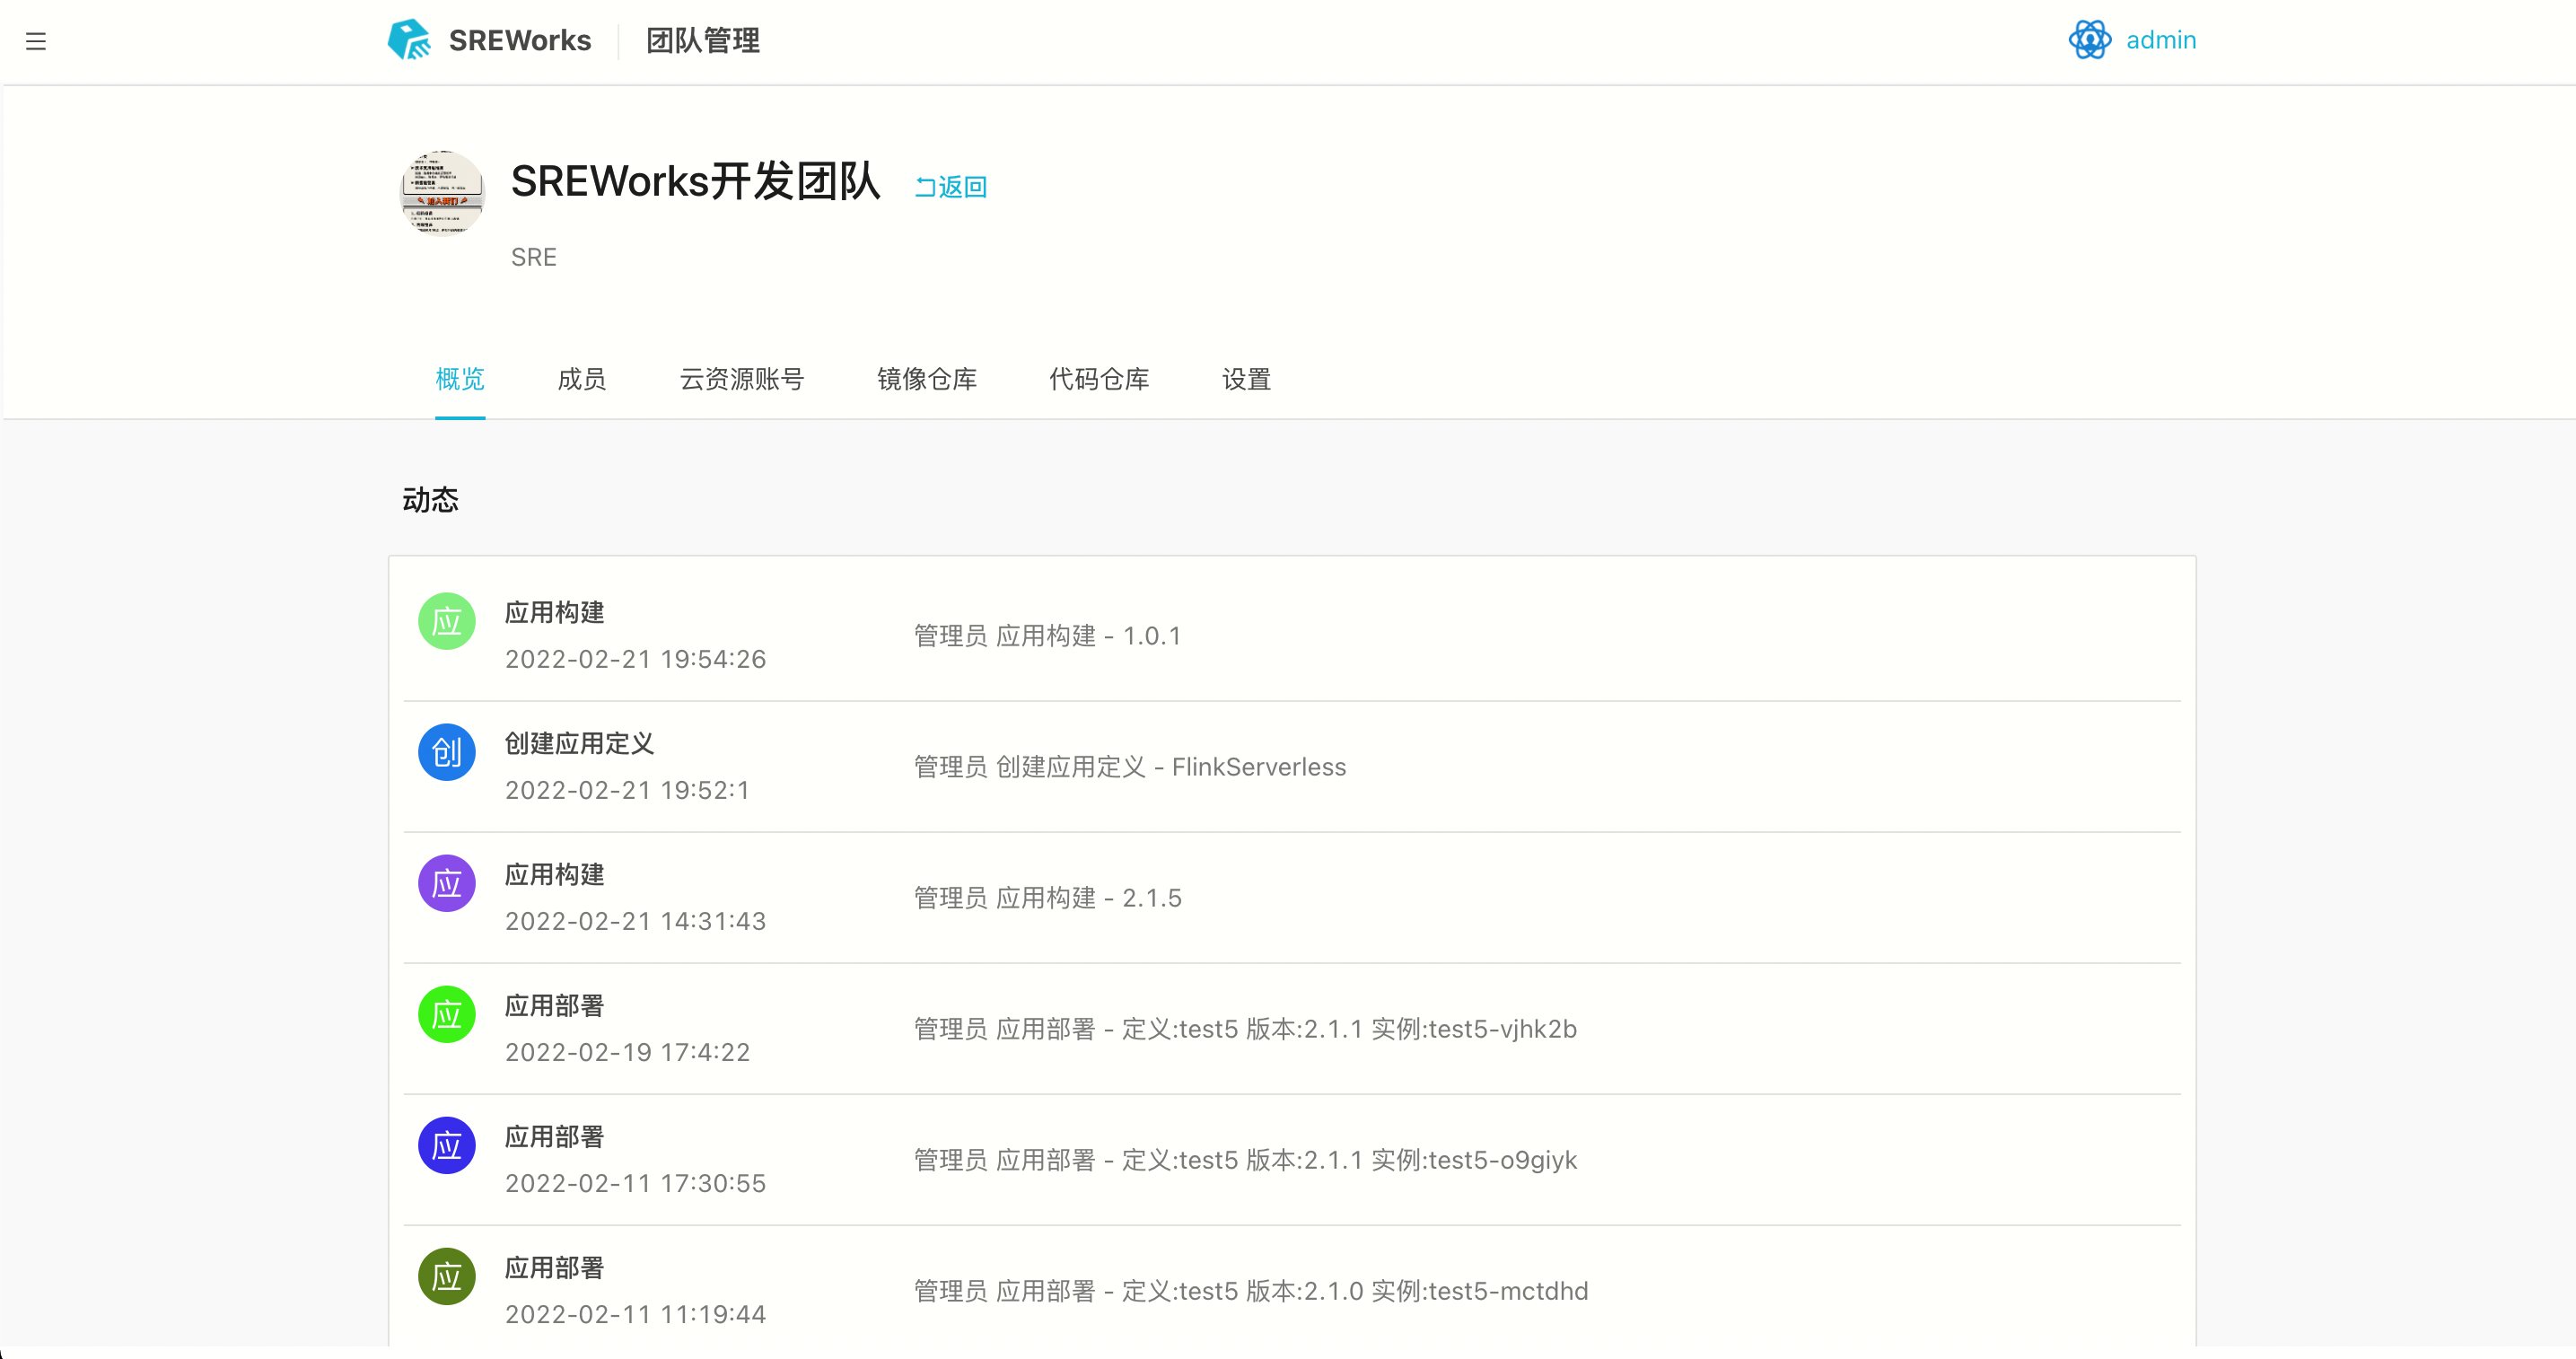 SREWorks 团队管理
admin
SREWorks开发团队 返回
SRE
概览 成员 云资源账号 镜像仓库 代码仓库 设置
动态
应 应用构建
管理员 应用构建 - 1.0.1
2022-02-21 19:54:26
创 创建应用定义
管理员 创建应用定义 - FlinkServerless
2022-02-21 19:52:1
应 应用构建
管理员 应用构建 - 2.1.5
2022-02-21 14:31:43
应 应用部署
管理员 应用部署 - 定义:test5 版本:2.1.1 实例:test5-vjhk2b
2022-02-19 17:4:22
应 应用部署
管理员 应用部署 - 定义:test5 版本:2.1.1 实例:test5-o9giyk
2022-02-11 17:30:55
应 应用部署
管理员 应用部署 - 定义:test5 版本:2.1.0 实例:test5-mctdhd
2022-02-11 11:19:44